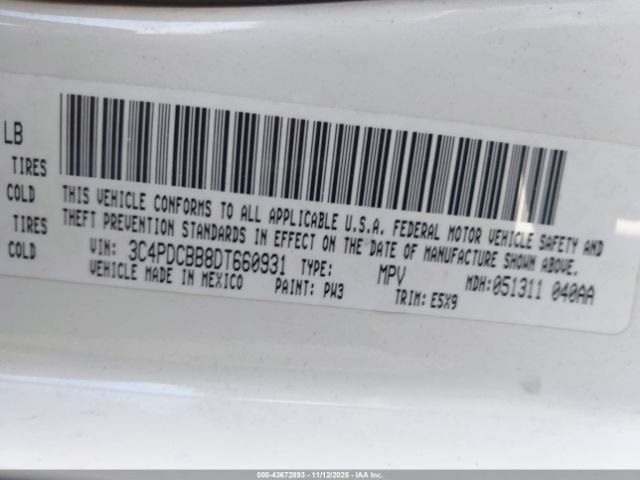 LB
TIRES
COLD
TIRES
COLD
THIS VEHICLE CONFORMS TO ALL APPLICABLE U.S.A. FEDERAL MOTOR VEHICLE SAFETY AND
THEFT PREVENTION STANDARDS IN EFFECT ON THE DATE OF MANUFACTURE SHOWN ABOVE.
VIN: 3C4PDCBB8DT660931 TYPE: MPV MDH:051311 040AA
VEHICLE MADE IN MEXICO PAINT: PW3 TRIM: E5X9
000-43672893 - 11/12/2025 - IAA Inc.